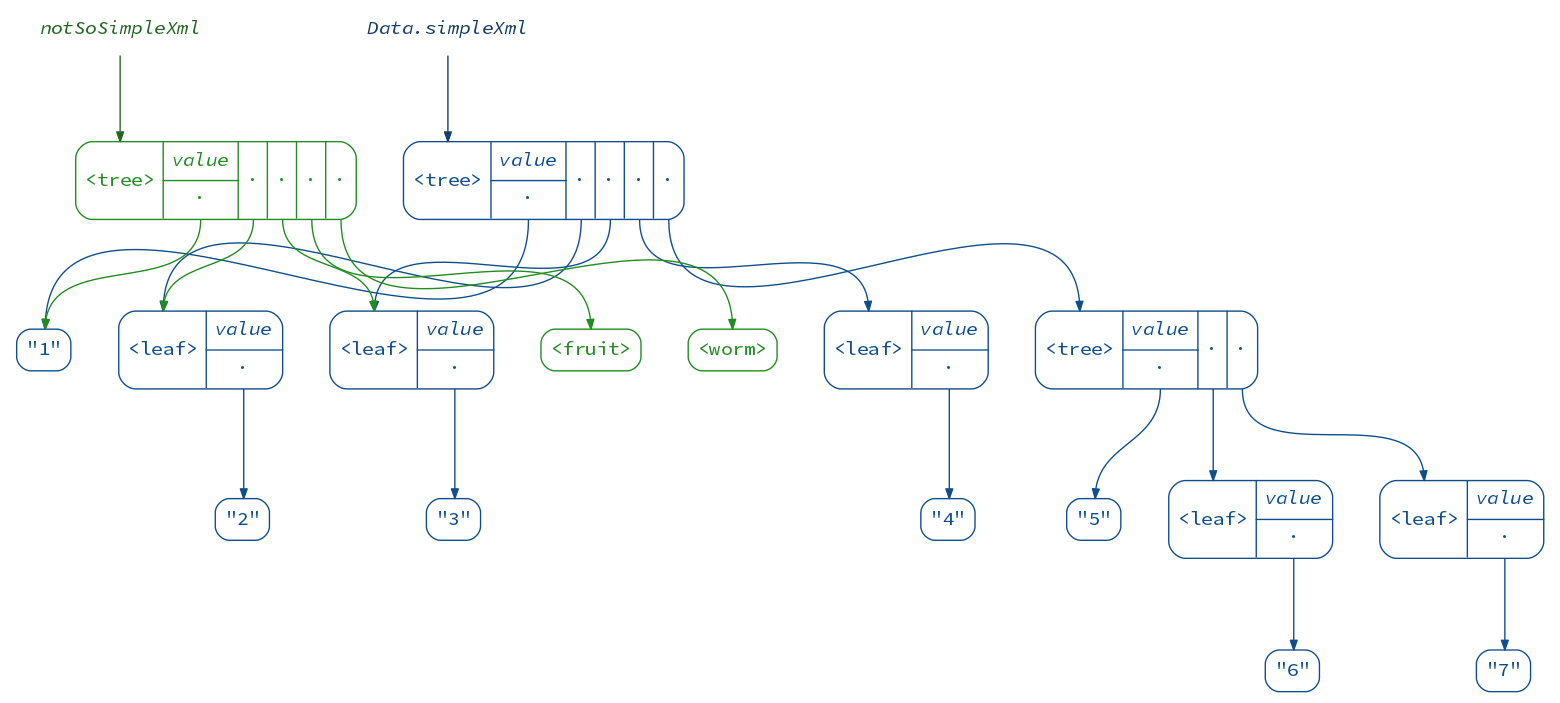 notSoSimpleXml
Data.simpleXml
<tree> value . . . . .
<tree> value . . . . .
"1"
<leaf> value .
<leaf> value .
<fruit>
<worm>
<leaf> value .
<tree> value . . .
"2"
"3"
"4"
"5"
<leaf> value .
<leaf> value .
"6"
"7"